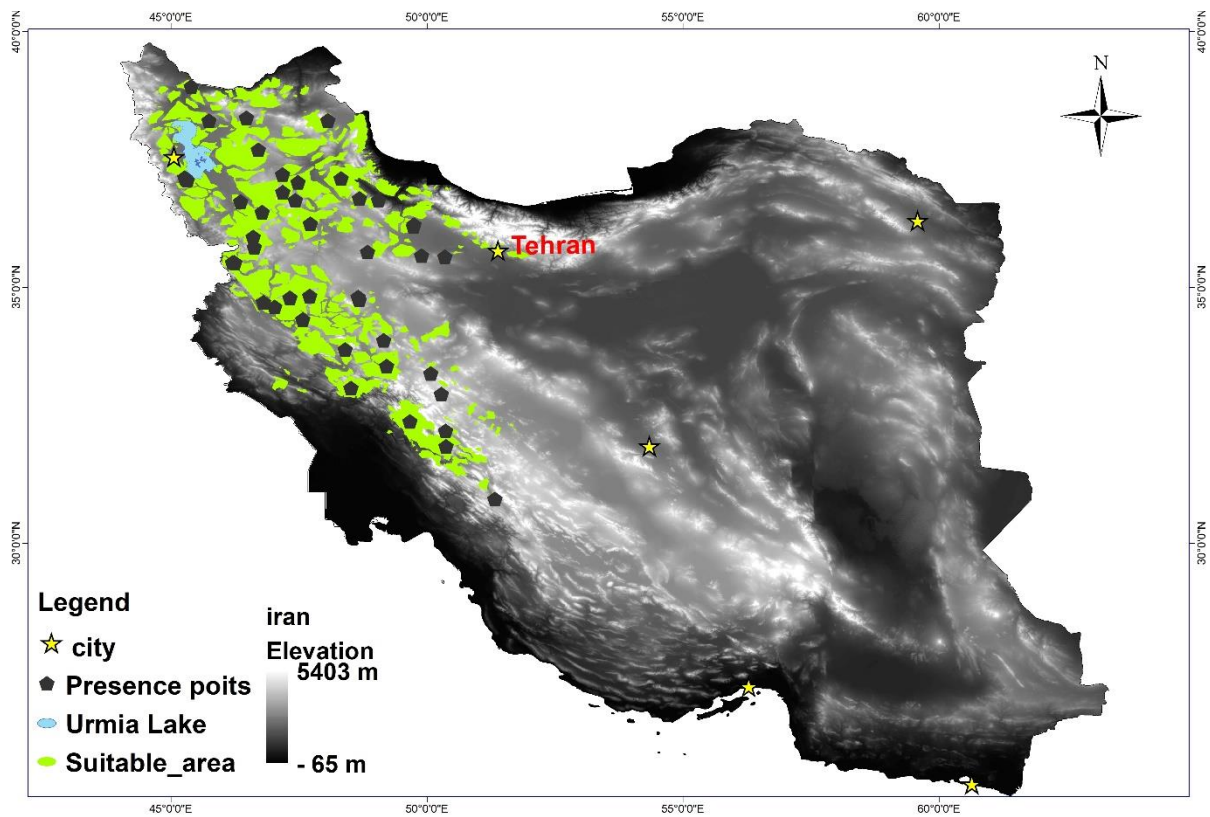 45°0'0"E
50°0'0"E
55°0'0"E
60°0'0"E
40°0'0"N
40°0'0"N
N
Tehran
35°0'0"N
35°0'0"N
30°0'0"N
30°0'0"N
Legend
city
Presence poits
Urmia Lake
Suitable_area
iran
Elevation
5403 m
- 65 m
45°0'0"E
50°0'0"E
55°0'0"E
60°0'0"E